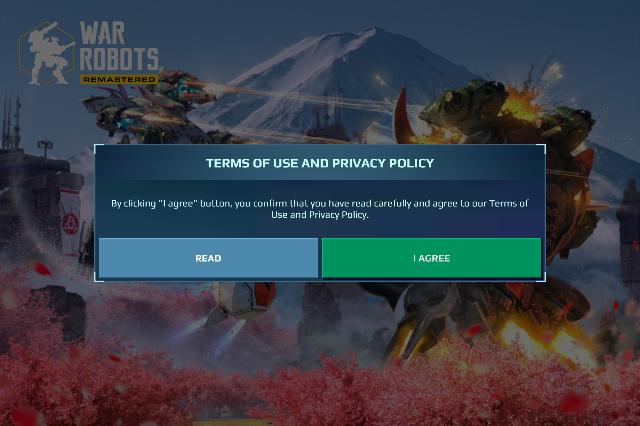 WAR
ROBOTS
REMASTERED
TERMS OF USE AND PRIVACY POLICY
By clicking "I agree" button, you confirm that you have read carefully and agree to our Terms of
Use and Privacy Policy.
READ
I AGREE